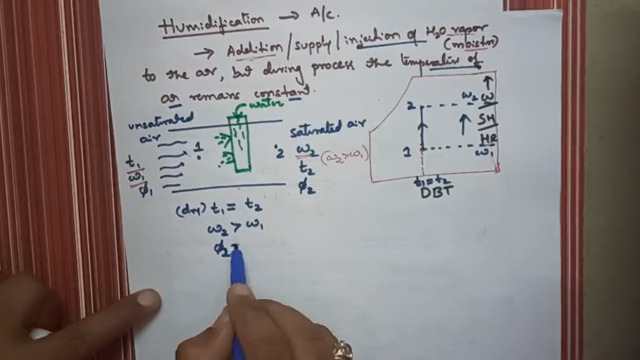 Humidification → A/c.
→ Addition/supply/injection of H2O vapor (moistur)
to the air, but during process the temperature of
air remains constant.
water
unsaturated air
1
t1
ω1
φ1
2
saturated air
ω2 (ω2>ω1)
t2
φ2
(dry) t1 = t2
ω2 > ω1
φ2
2
ω2
ω
SH
HR
1
ω1
t1 = t2
DBT